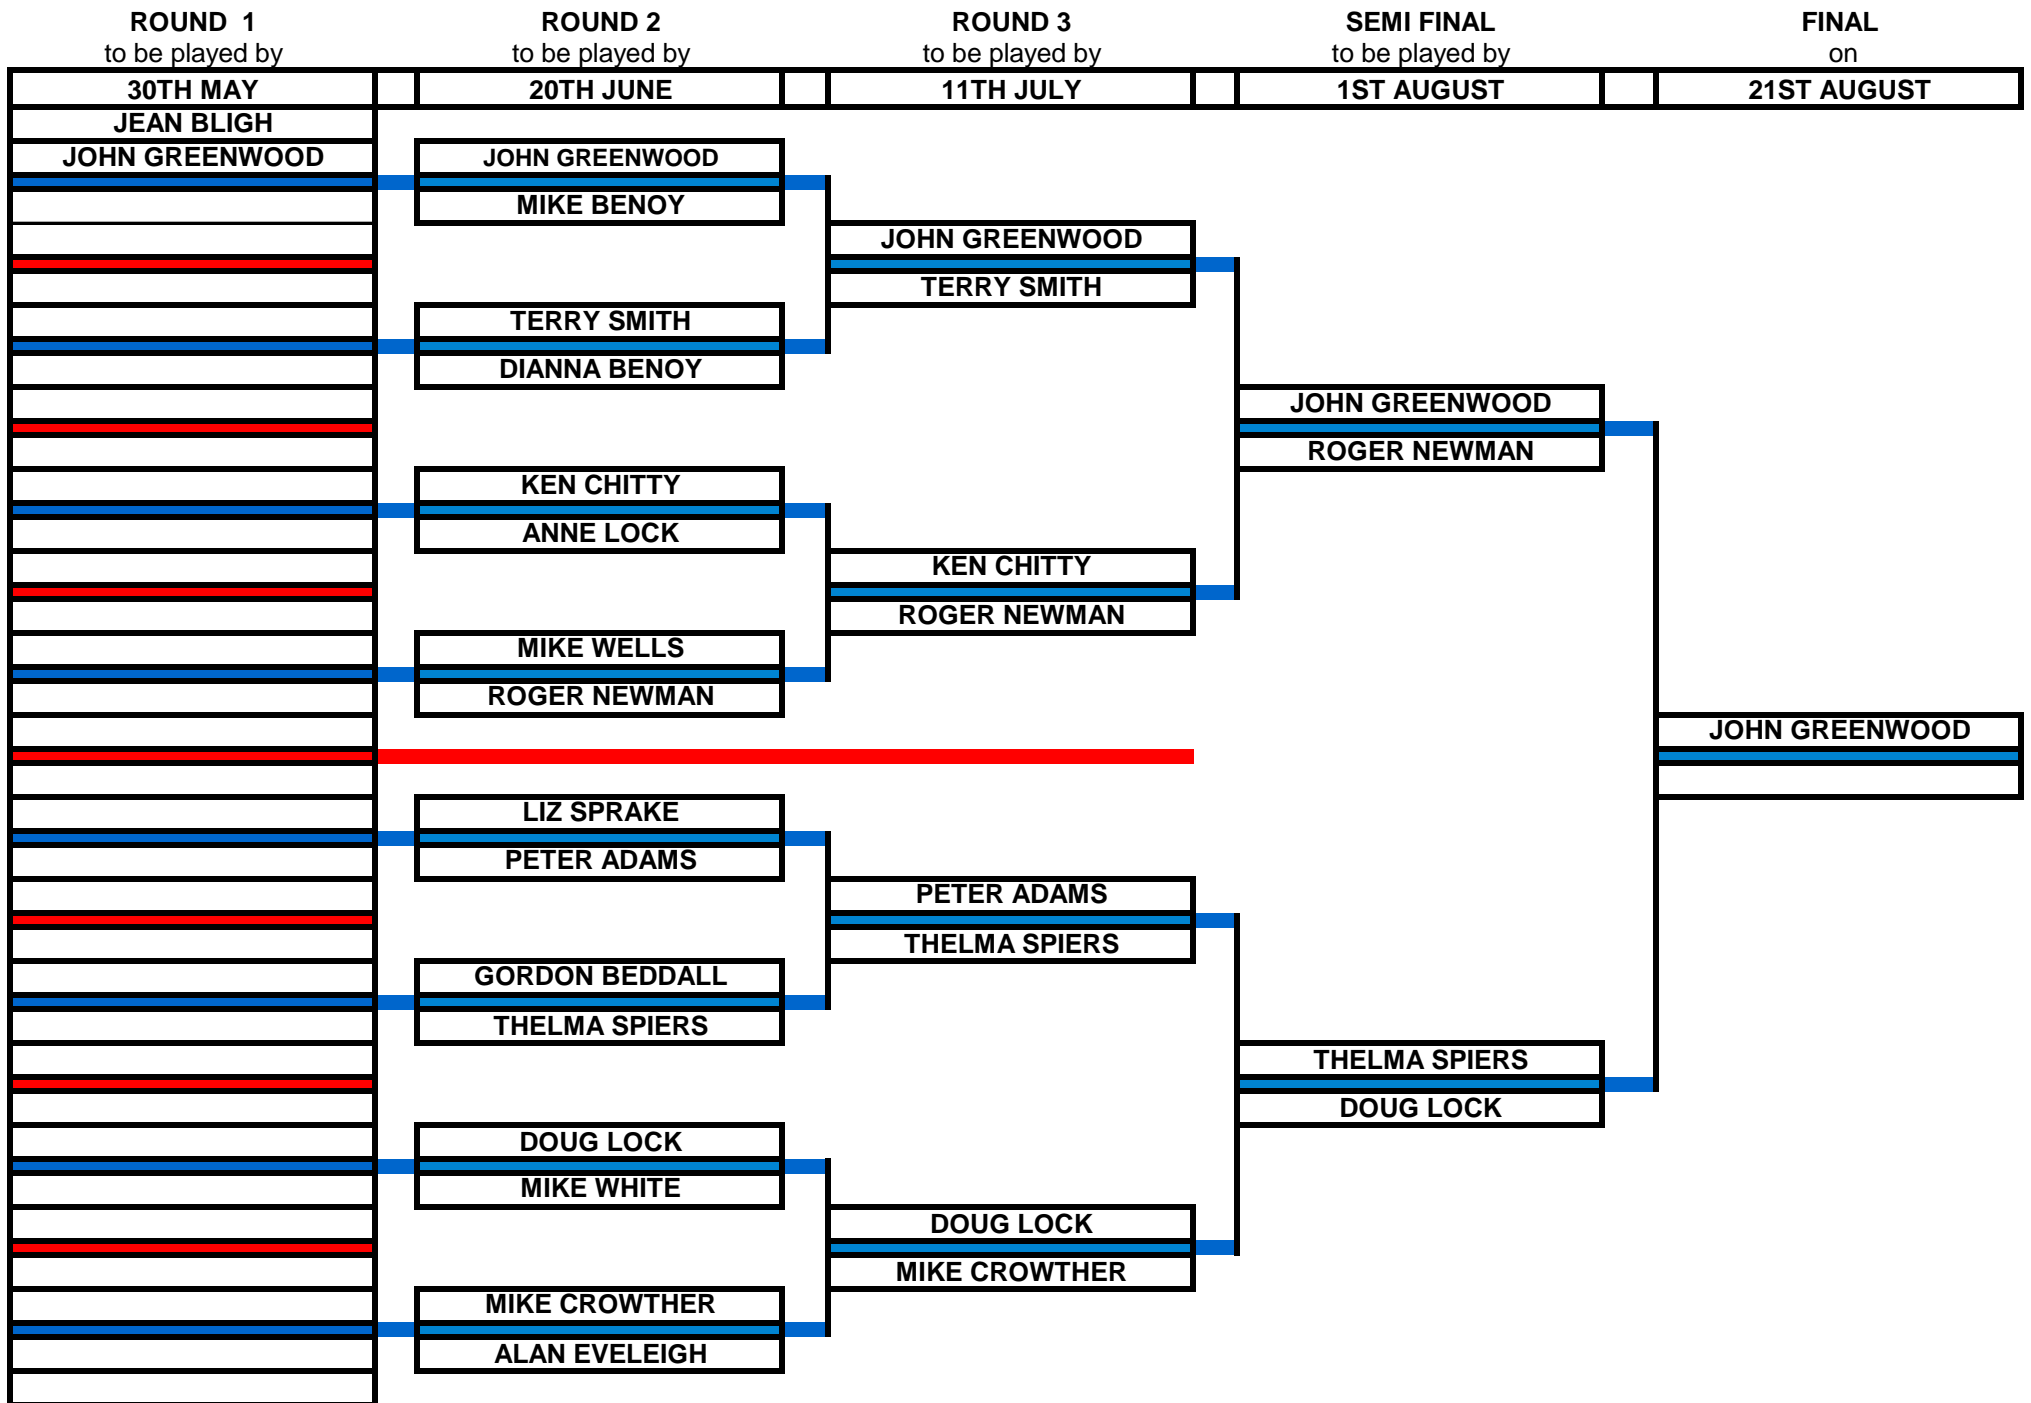 ROUND 1
to be played by
30TH MAY
JEAN BLIGH
JOHN GREENWOOD
ROUND 2
to be played by
20TH JUNE
JOHN GREENWOOD
MIKE BENOY
TERRY SMITH
DIANNA BENOY
KEN CHITTY
ANNE LOCK
MIKE WELLS
ROGER NEWMAN
LIZ SPRAKE
PETER ADAMS
GORDON BEDDALL
THELMA SPIERS
DOUG LOCK
MIKE WHITE
MIKE CROWTHER
ALAN EVELEIGH
ROUND 3
to be played by
11TH JULY
JOHN GREENWOOD
TERRY SMITH
KEN CHITTY
ROGER NEWMAN
PETER ADAMS
THELMA SPIERS
DOUG LOCK
MIKE CROWTHER
SEMI FINAL
to be played by
1ST AUGUST
JOHN GREENWOOD
ROGER NEWMAN
THELMA SPIERS
DOUG LOCK
FINAL
on
21ST AUGUST
JOHN GREENWOOD